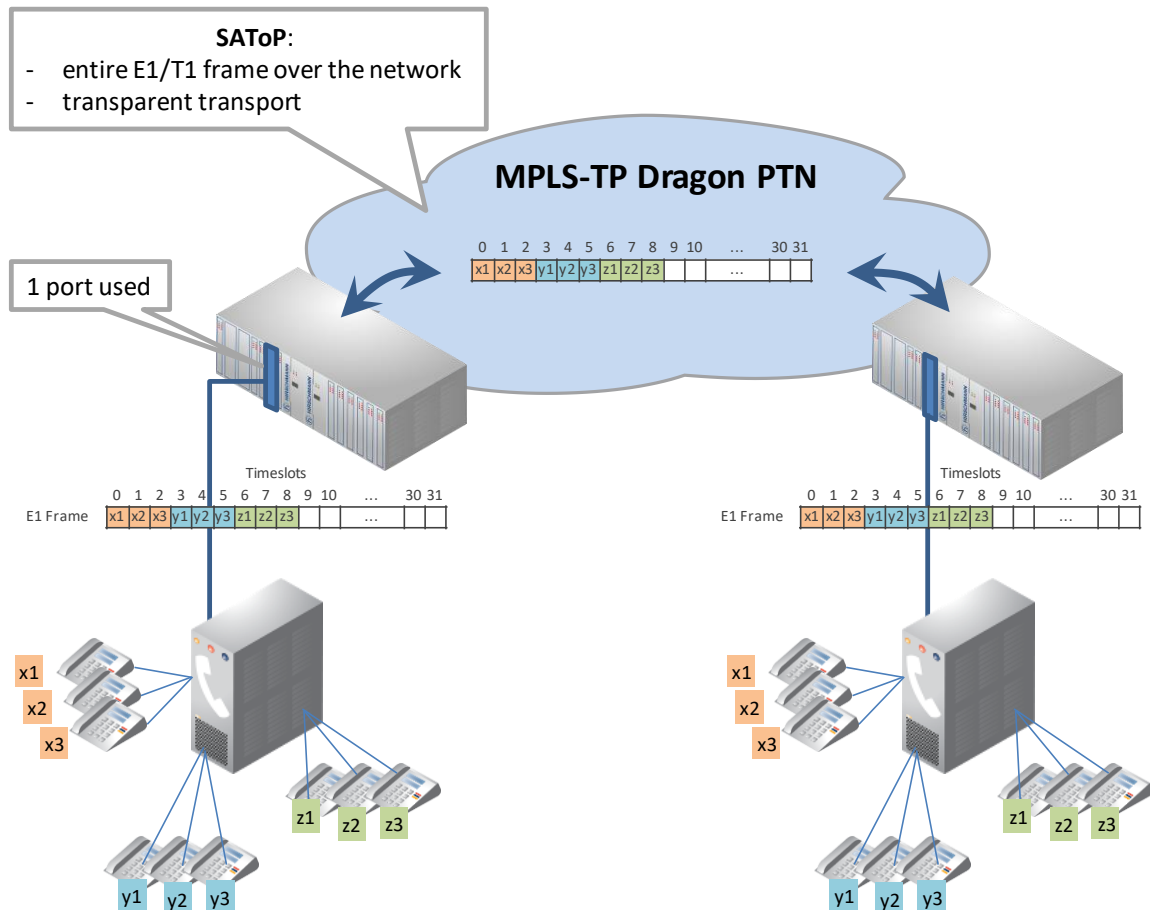 SAToP:
- entire E1/T1 frame over the network
- transparent transport
MPLS-TP Dragon PTN
0 1 2 3 4 5 6 7 8 9 10 ... 30 31
x1 x2 x3 y1 y2 y3 z1 z2 z3 ...
1 port used
HIRSCHMANN HIRSCHMANN
HIRSCHMANN HIRSCHMANN
Timeslots
0 1 2 3 4 5 6 7 8 9 10 ... 30 31
E1 Frame x1 x2 x3 y1 y2 y3 z1 z2 z3 ...
Timeslots
0 1 2 3 4 5 6 7 8 9 10 ... 30 31
E1 Frame x1 x2 x3 y1 y2 y3 z1 z2 z3 ...
x1
x2
x3
z1 z2 z3
y1 y2 y3
x1
x2
x3
z1 z2 z3
y1 y2 y3